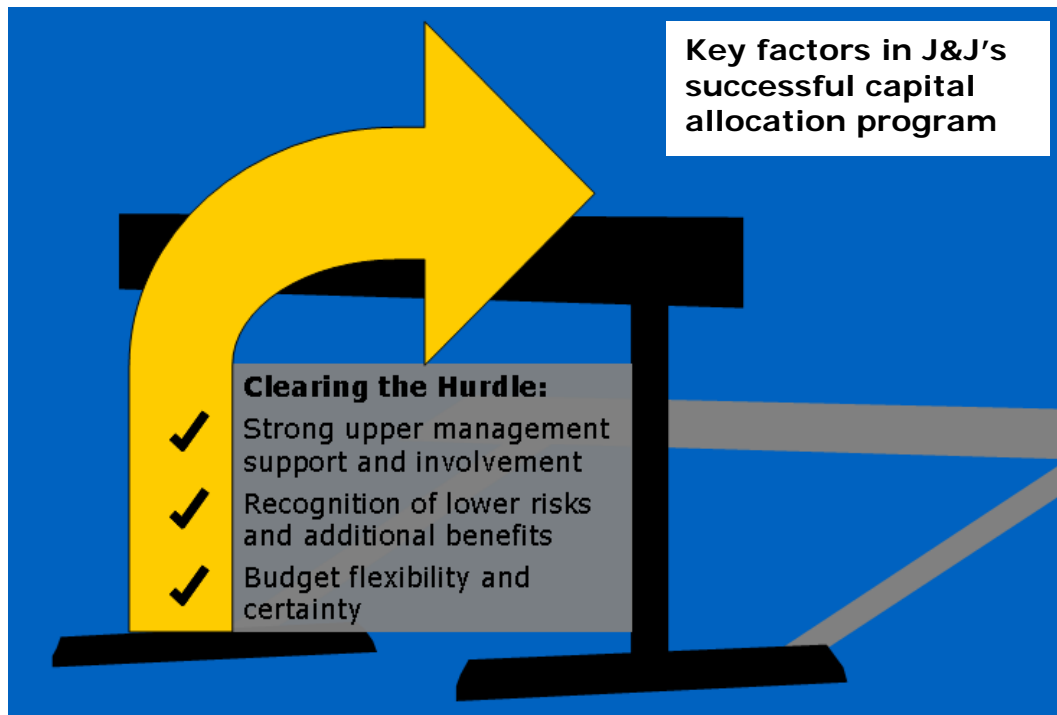 Key factors in J&J's
successful capital
allocation program
Clearing the Hurdle:
Strong upper management
support and involvement
Recognition of lower risks
and additional benefits
Budget flexibility and
certainty